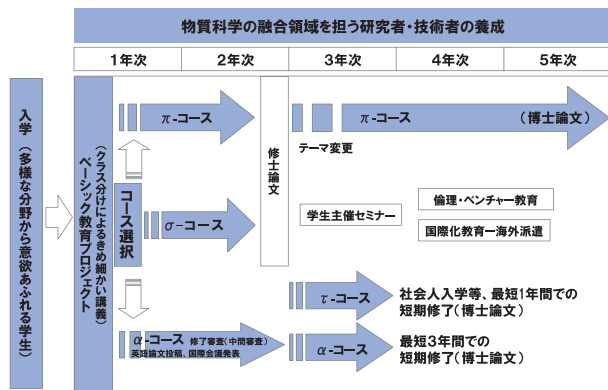 物質科学の融合領域を担う研究者・技術者の養成
1年次
2年次
3年次
4年次
5年次
入学(多様な分野から意欲あふれる学生)
ベーシック教育プロジェクト
(クラス分けによるきめ細かい講義)
コース選択
π-コース
修士論文
テーマ変更
π-コース
(博士論文)
σ-コース
学生主催セミナー
倫理・ベンチャー教育
国際化教育ー海外派遣
τ-コース
社会人入学等、最短1年間での
短期修了(博士論文)
α-コース
修了審査(中間審査)
英語論文投稿、国際会議発表
α-コース
最短3年間での
短期修了(博士論文)